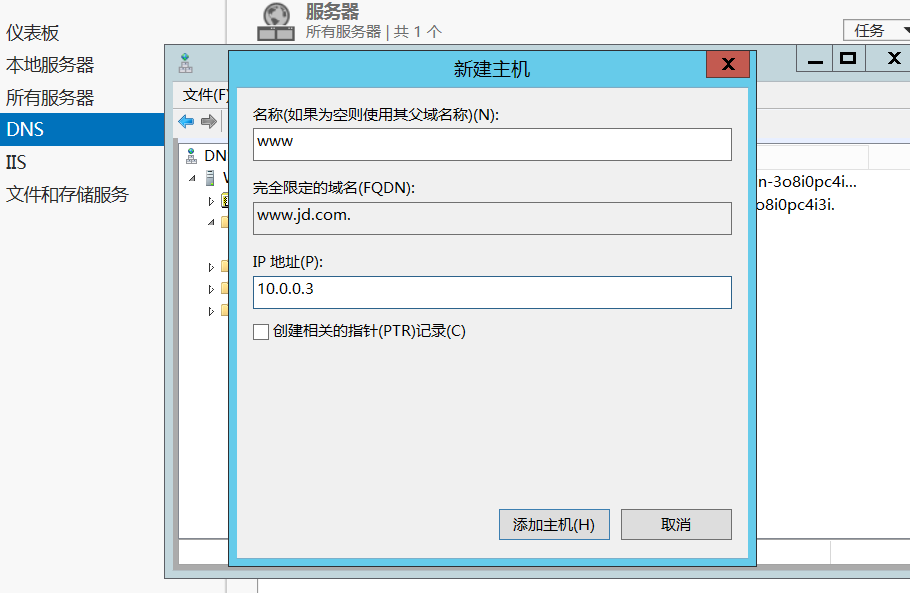 服务器
所有服务器 | 共 1 个
任务
仪表板
本地服务器
所有服务器
DNS
IIS
文件和存储服务
新建主机
文件(F)
DN
名称(如果为空则使用其父域名称)(N):
www
完全限定的域名(FQDN):
www.jd.com.
IP 地址(P):
10.0.0.3
创建相关的指针(PTR)记录(C)
添加主机(H)
取消
n-3o8i0pc4i...
o8i0pc4i3i.